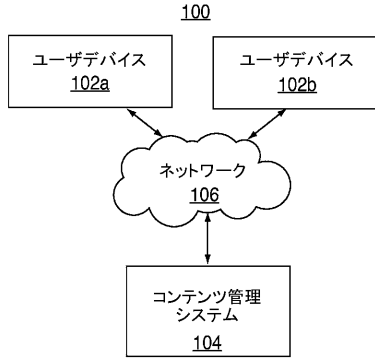 100
ユーザデバイス
102a
ユーザデバイス
102b
ネットワーク
106
コンテンツ管理
システム
104